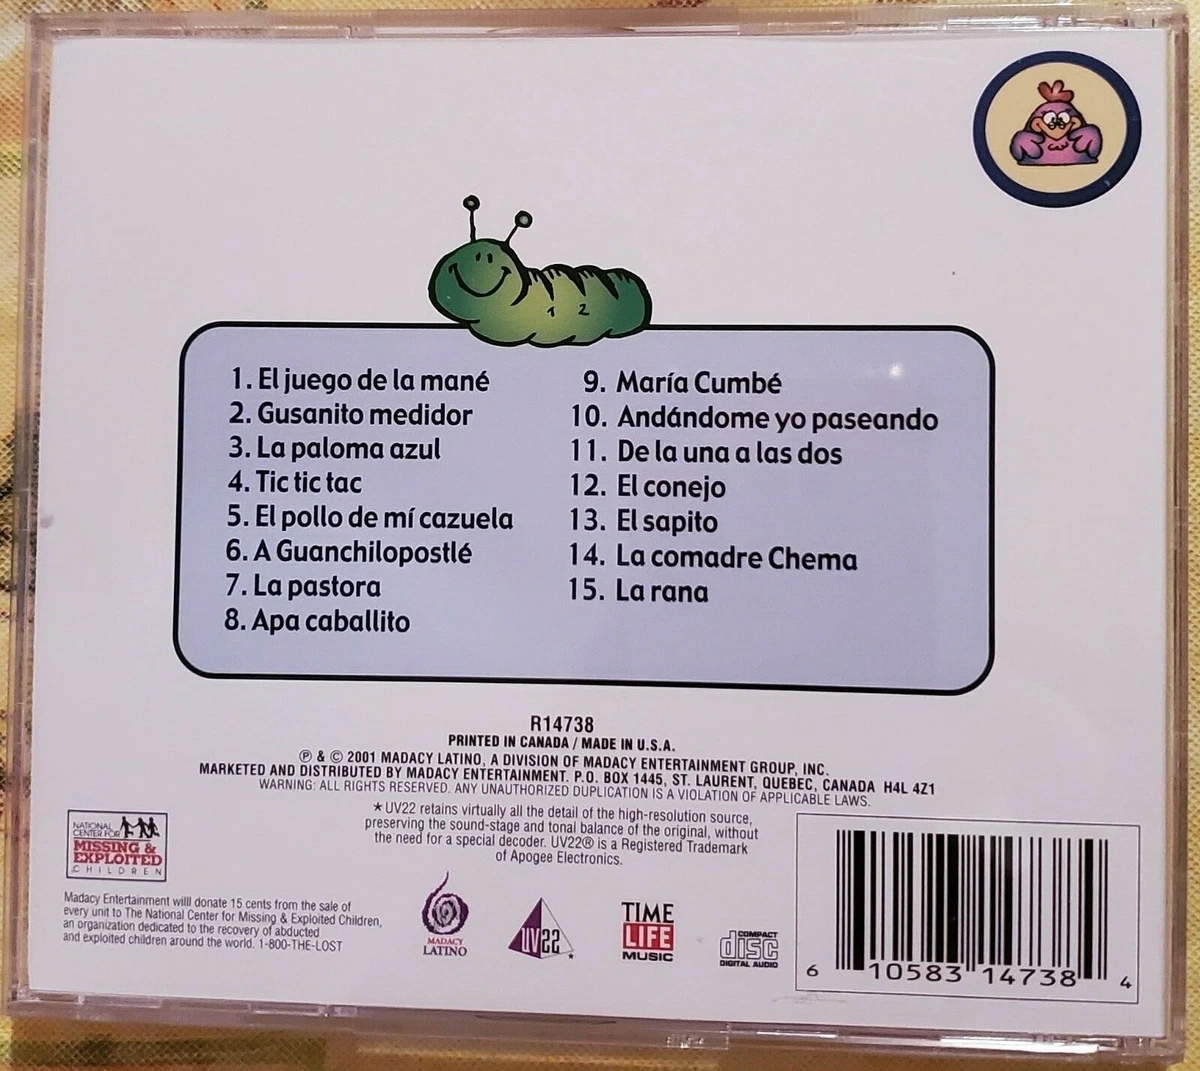 1 2
1. El juego de la mané
2. Gusanito medidor
3. La paloma azul
4. Tic tic tac
5. El pollo de mí cazuela
6. A Guanchilopostlé
7. La pastora
8. Apa caballito
9. María Cumbé
10. Andándome yo paseando
11. De la una a las dos
12. El conejo
13. El sapito
14. La comadre Chema
15. La rana
R14738
PRINTED IN CANADA / MADE IN U.S.A.
℗ & © 2001 MADACY LATINO, A DIVISION OF MADACY ENTERTAINMENT GROUP, INC.
MARKETED AND DISTRIBUTED BY MADACY ENTERTAINMENT. P.O. BOX 1445, ST. LAURENT, QUEBEC, CANADA H4L 4Z1
WARNING: ALL RIGHTS RESERVED. ANY UNAUTHORIZED DUPLICATION IS A VIOLATION OF APPLICABLE LAWS.
*UV22 retains virtually all the detail of the high-resolution source,
preserving the sound-stage and tonal balance of the original, without
the need for a special decoder. UV22® is a Registered Trademark
of Apogee Electronics.
NATIONAL
CENTER FOR
MISSING &
EXPLOITED
CHILDREN
Madacy Entertainment willl donate 15 cents from the sale of
every unit to The National Center for Missing & Exploited Children,
an organization dedicated to the recovery of abducted
and exploited children around the world. 1-800-THE-LOST
MADACY
LATINO
UV22
*
TIME
LIFE
MUSIC
COMPACT
disc
DIGITAL AUDIO
6 10583 14738 4